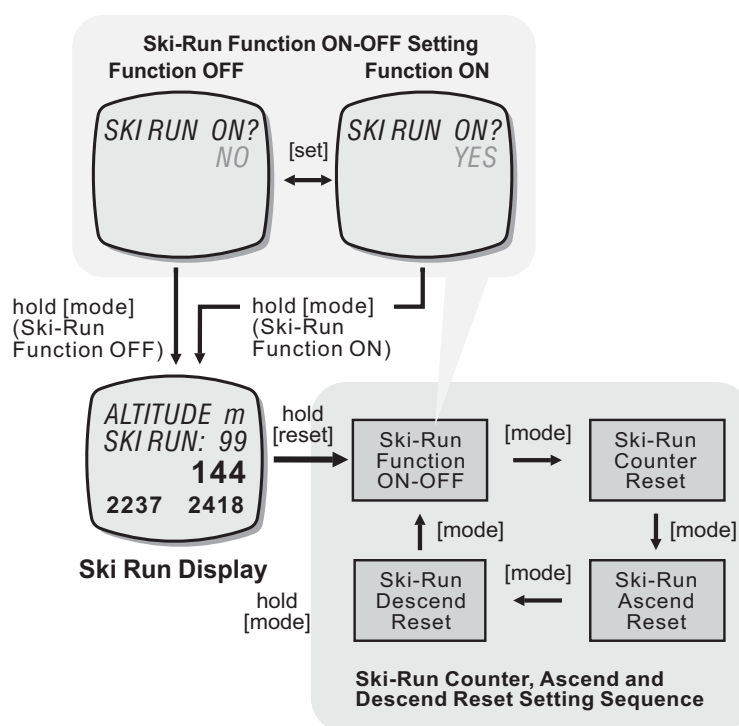 Ski-Run Function ON-OFF Setting
Function OFF
Function ON
SKI RUN ON?
NO
[set]
SKI RUN ON?
YES
hold [mode]
(Ski-Run
Function OFF)
hold [mode]
(Ski-Run
Function ON)
ALTITUDE m
SKI RUN: 99
144
2237 2418
Ski Run Display
hold
[reset]
Ski-Run
Function
ON-OFF
[mode]
Ski-Run
Counter
Reset
[mode]
[mode]
Ski-Run
Descend
Reset
[mode]
Ski-Run
Ascend
Reset
hold
[mode]
Ski-Run Counter, Ascend and
Descend Reset Setting Sequence